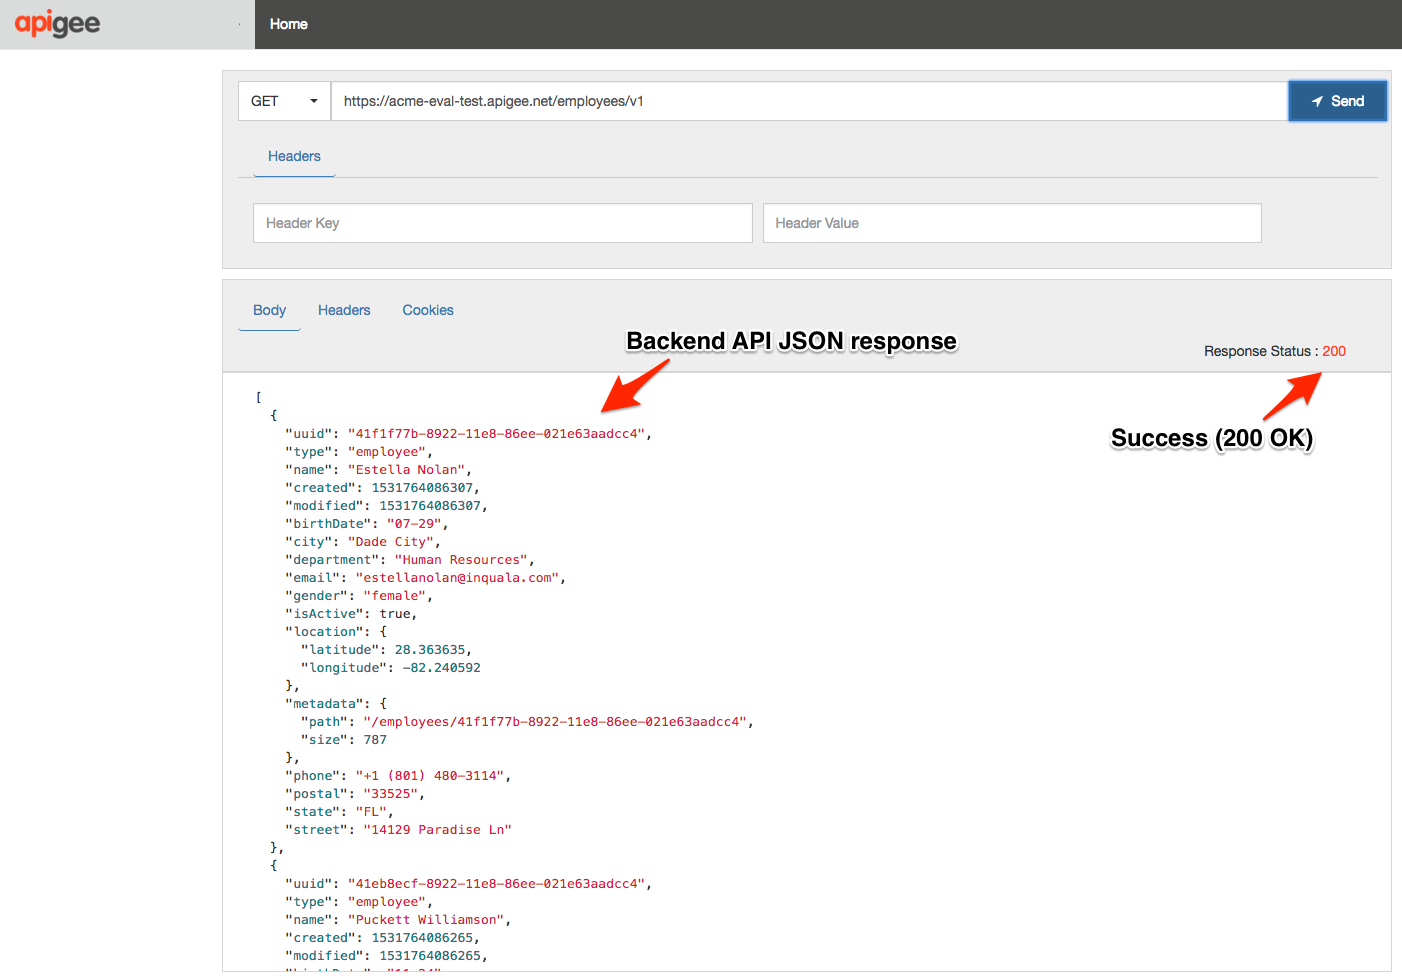 apigee
Home
GET
https://acme-eval-test.apigee.net/employees/v1
Send
Headers
Header Key
Header Value
Body
Headers
Cookies
Backend API JSON response
Response Status : 200
Success (200 OK)
[
{
"uuid": "41f1f77b-8922-11e8-86ee-021e63aadcc4",
"type": "employee",
"name": "Estella Nolan",
"created": 1531764086307,
"modified": 1531764086307,
"birthDate": "07-29",
"city": "Dade City",
"department": "Human Resources",
"email": "estellanolan@inquala.com",
"gender": "female",
"isActive": true,
"location": {
"latitude": 28.363635,
"longitude": -82.240592
},
"metadata": {
"path": "/employees/41f1f77b-8922-11e8-86ee-021e63aadcc4",
"size": 787
},
"phone": "+1 (801) 480-3114",
"postal": "33525",
"state": "FL",
"street": "14129 Paradise Ln"
},
{
"uuid": "41eb8ecf-8922-11e8-86ee-021e63aadcc4",
"type": "employee",
"name": "Puckett Williamson",
"created": 1531764086265,
"modified": 1531764086265,